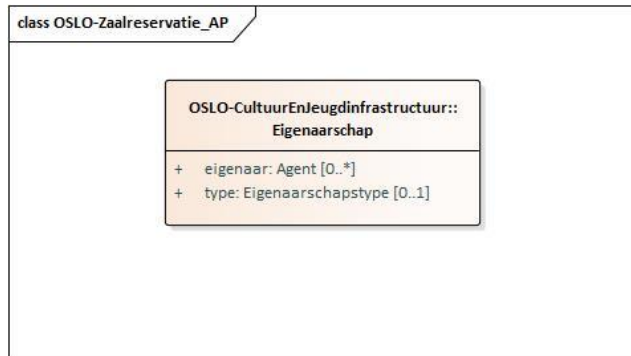 class OSLO-Zaalreservatie_AP
OSLO-CultuurEnJeugdinfrastructuur::
Eigenaarschap
+ eigenaar: Agent [0..*]
+ type: Eigenaarschapstype [0..1]